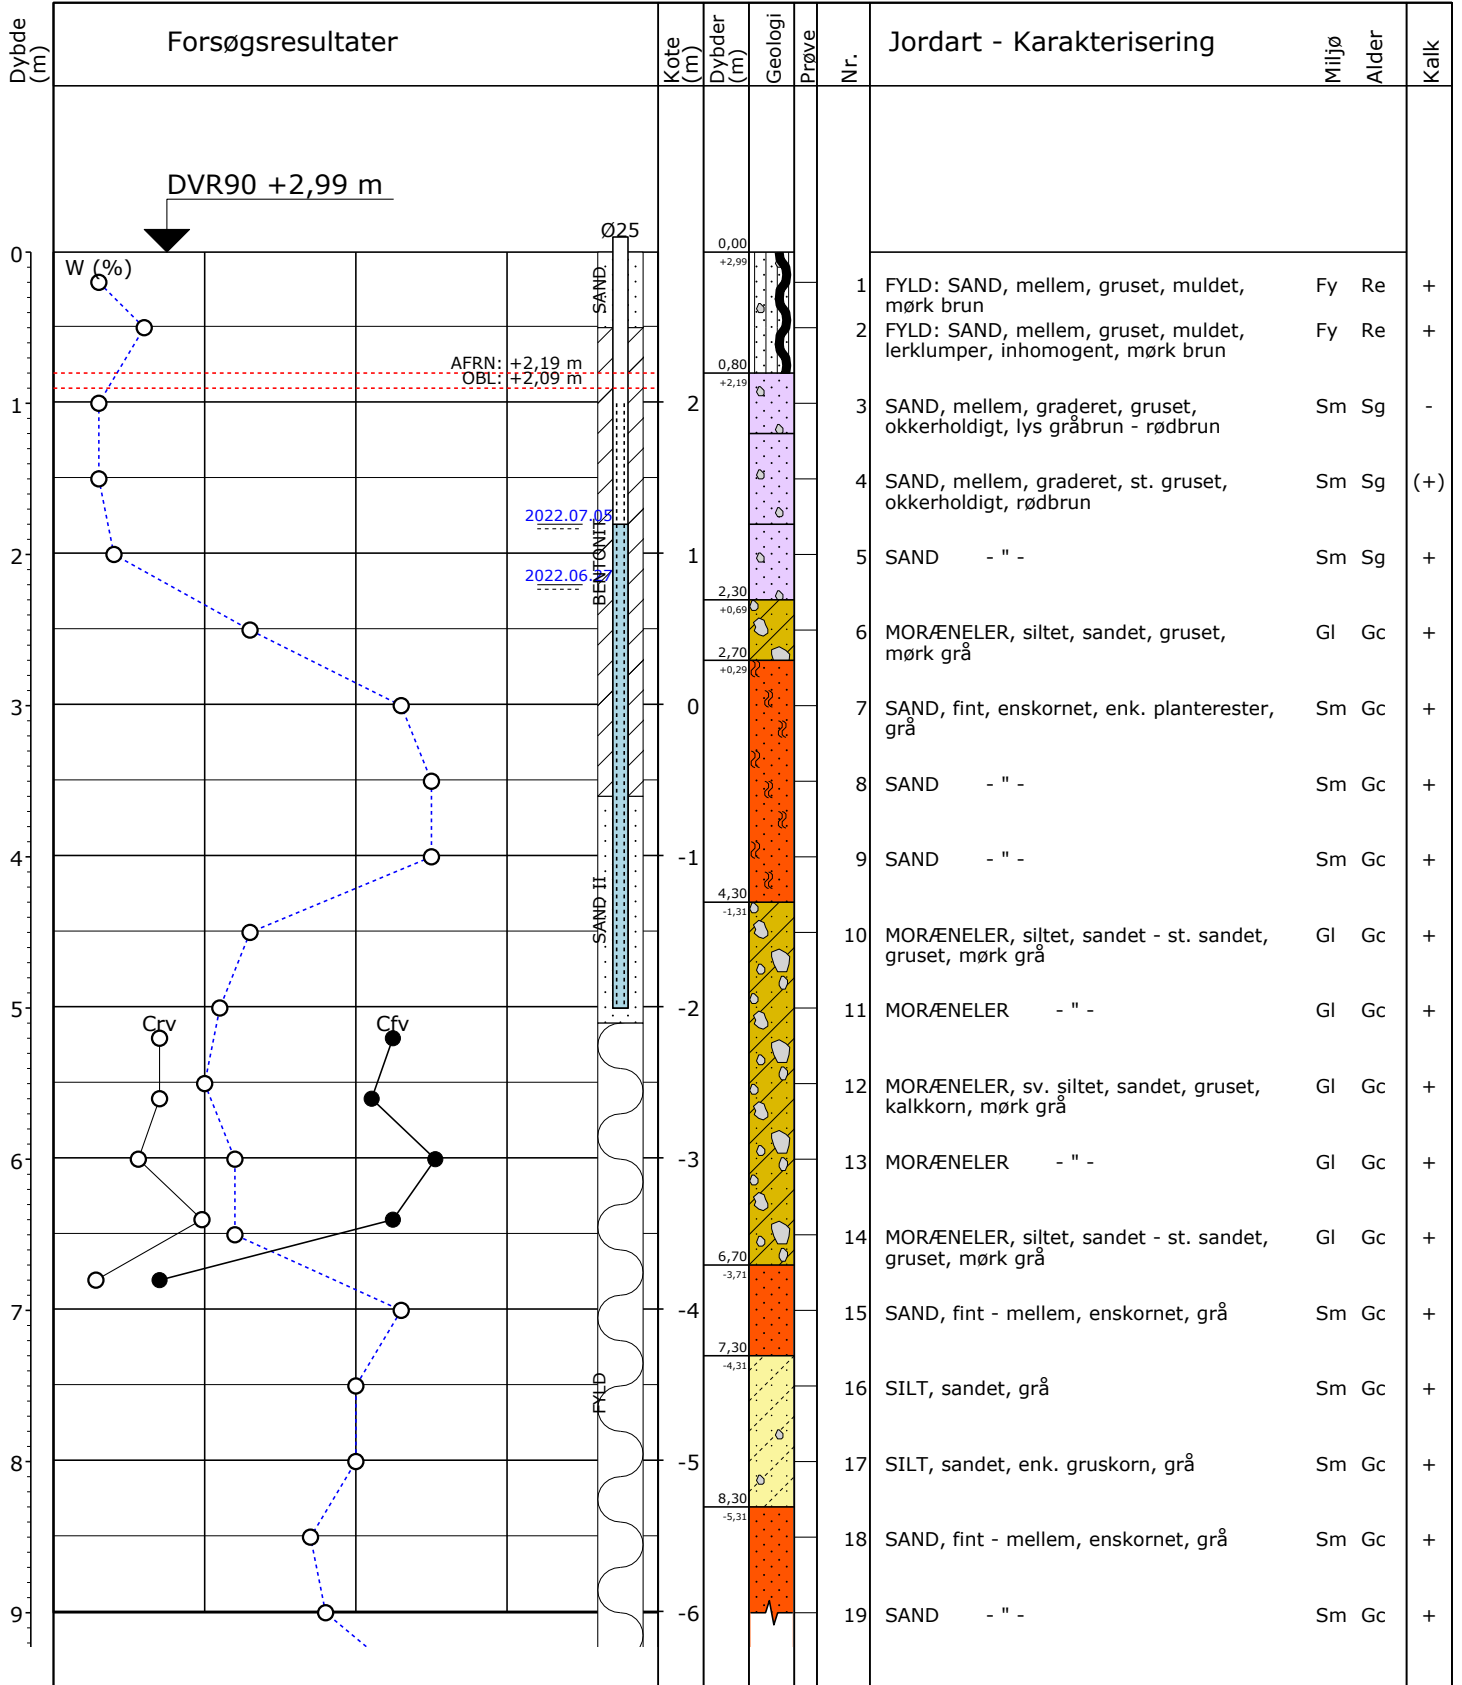 Dybde (m)
Forsøgsresultater
Kote (m)
Dybder (m)
Geologi
Prøve
Nr.
Jordart - Karakterisering
Miljø
Alder
Kalk
DVR90 +2,99 m
Ø25
W (%)
SAND
AFRN: +2,19 m
OBL: +2,09 m
2022.07.05
BENTONIT
2022.06.27
SAND II
Crv
Cfv
FYLD
0
1
2
3
4
5
6
7
8
9
2
1
0
-1
-2
-3
-4
-5
-6
0,00
+2,99
0,80
+2,19
2,30
+0,69
2,70
+0,29
4,30
-1,31
6,70
-3,71
7,30
-4,31
8,30
-5,31
1 FYLD: SAND, mellem, gruset, muldet, Fy Re +
mørk brun
2 FYLD: SAND, mellem, gruset, muldet, Fy Re +
lerklumper, inhomogent, mørk brun
3 SAND, mellem, graderet, gruset, Sm Sg -
okkerholdigt, lys gråbrun - rødbrun
4 SAND, mellem, graderet, st. gruset, Sm Sg (+)
okkerholdigt, rødbrun
5 SAND - " - Sm Sg +
6 MORÆNELER, siltet, sandet, gruset, Gl Gc +
mørk grå
7 SAND, fint, enskornet, enk. planterester, Sm Gc +
grå
8 SAND - " - Sm Gc +
9 SAND - " - Sm Gc +
10 MORÆNELER, siltet, sandet - st. sandet, Gl Gc +
gruset, mørk grå
11 MORÆNELER - " - Gl Gc +
12 MORÆNELER, sv. siltet, sandet, gruset, Gl Gc +
kalkkorn, mørk grå
13 MORÆNELER - " - Gl Gc +
14 MORÆNELER, siltet, sandet - st. sandet, Gl Gc +
gruset, mørk grå
15 SAND, fint - mellem, enskornet, grå Sm Gc +
16 SILT, sandet, grå Sm Gc +
17 SILT, sandet, enk. gruskorn, grå Sm Gc +
18 SAND, fint - mellem, enskornet, grå Sm Gc +
19 SAND - " - Sm Gc +